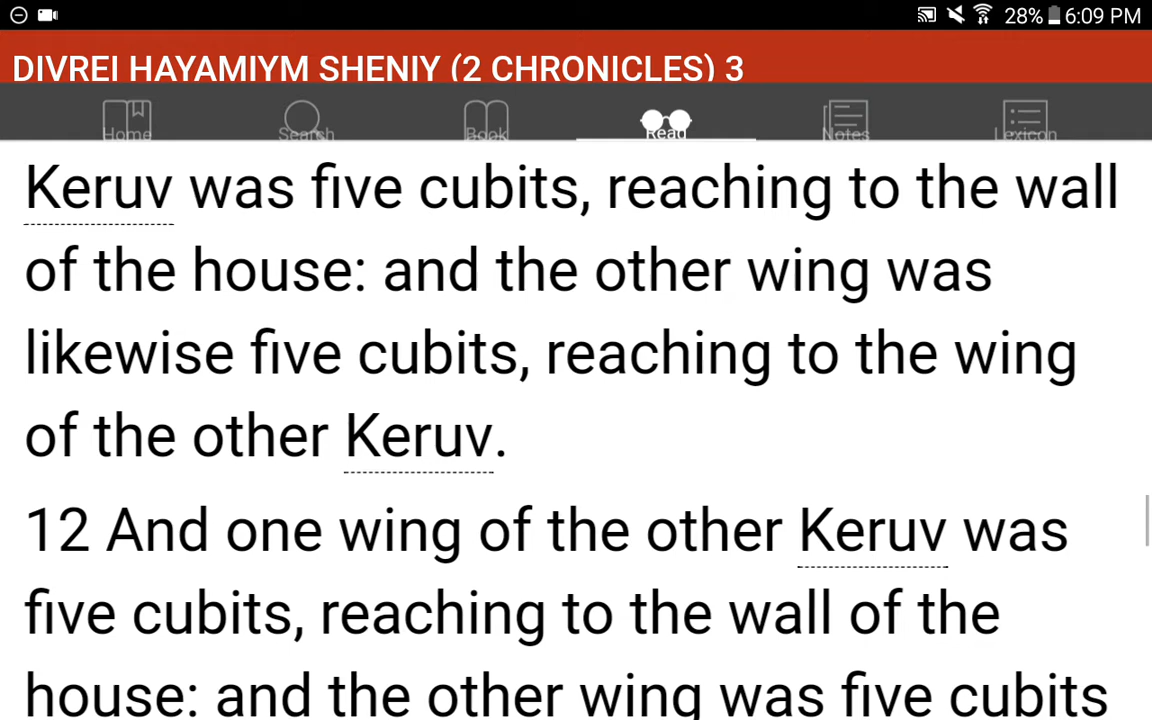 28% 6:09 PM
DIVREI HAYAMIYM SHENIY (2 CHRONICLES) 3
Home Search Book Read Notes Lexicon
Keruv was five cubits, reaching to the wall
of the house: and the other wing was
likewise five cubits, reaching to the wing
of the other Keruv.
12 And one wing of the other Keruv was
five cubits, reaching to the wall of the
house: and the other wing was five cubits